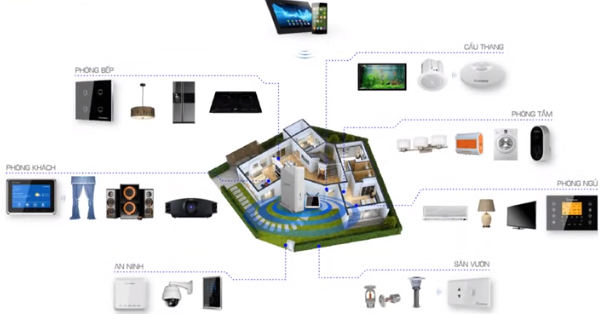 CẦU THANG
PHÒNG BẾP
PHÒNG TẮM
PHÒNG KHÁCH
PHÒNG NGỦ
AN NINH
SÂN VƯỜN